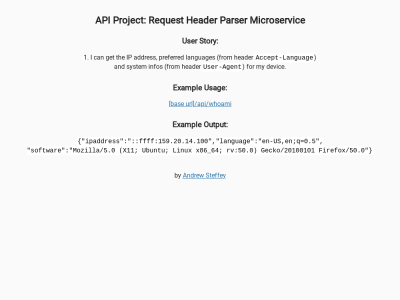 API Project: Request Header Parser Microservice
User Story:
1. I can get the IP address, preferred languages (from header Accept-Language)
and system infos (from header User-Agent) for my device.
Example Usage:
[base url]/api/whoami
Example Output:
{"ipaddress":"::ffff:159.20.14.100","language":"en-US,en;q=0.5",
"software":"Mozilla/5.0 (X11; Ubuntu; Linux x86_64; rv:50.0) Gecko/20100101 Firefox/50.0"}
by Andrew Steffey